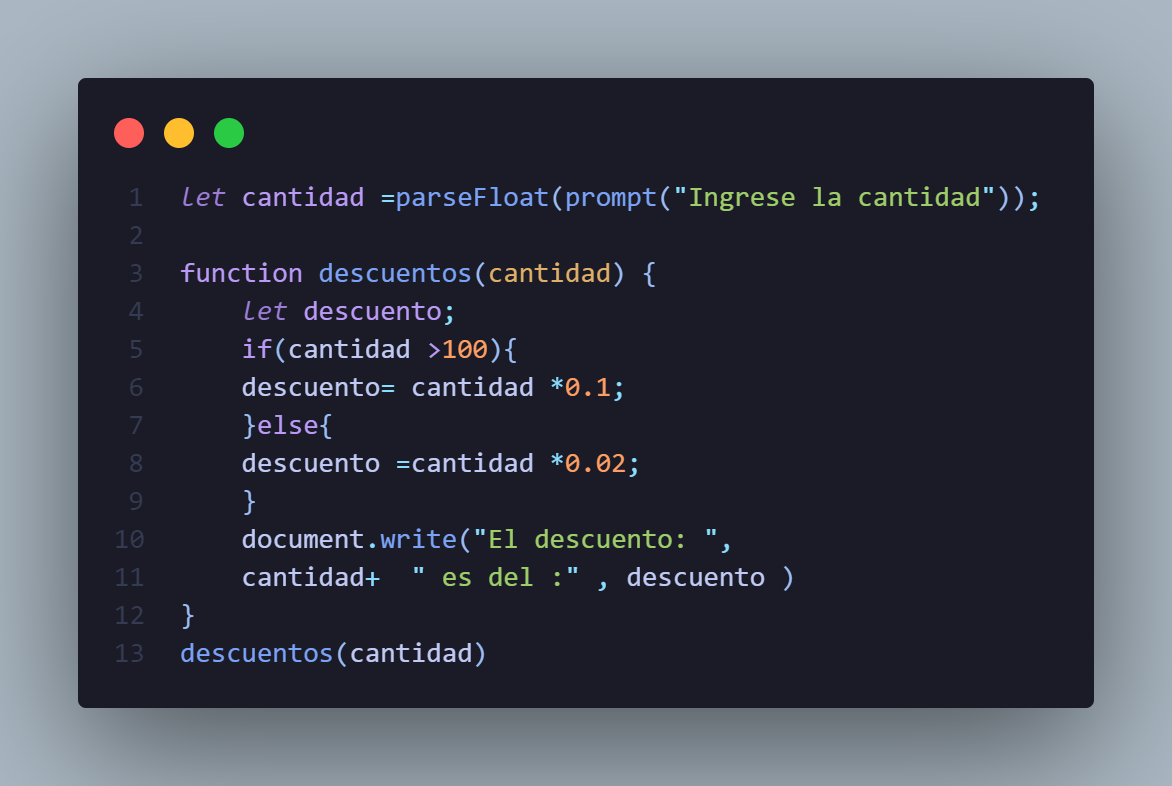 1 let cantidad =parseFloat(prompt("Ingrese la cantidad"));
2
3 function descuentos(cantidad) {
4     let descuento;
5     if(cantidad >100){
6     descuento= cantidad *0.1;
7     }else{
8     descuento =cantidad *0.02;
9     }
10     document.write("El descuento: ",
11     cantidad+  " es del :" , descuento )
12 }
13 descuentos(cantidad)